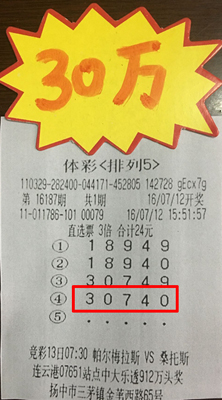 30万
体彩<排列5>
110329-282400-044171-452805 142728 gEcx7g
第 16187期 共1期 16/07/12开奖
11-011786-101 00079 16/07/12 15:51:57
直选票 3倍 合计24元
① 1 8 9 4 9
② 1 8 9 4 0
③ 3 0 7 4 9
④ 3 0 7 4 0
⑤ · · · · ·
竞彩13日07:30 帕尔梅拉斯 VS 桑托斯
连云港07651站点中大乐透912万头奖
扬中市三茅镇金苇西路65号